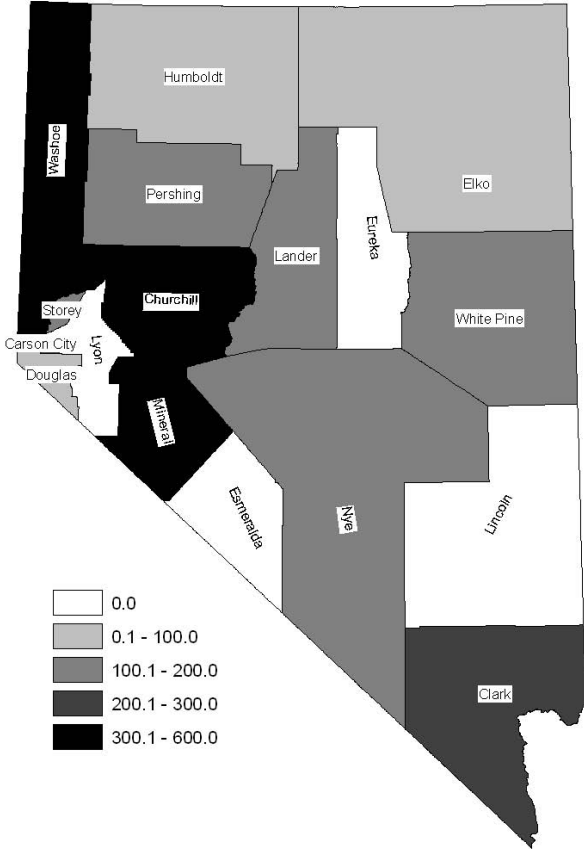 Humboldt
Washoe
Elko
Pershing
Eureka
Lander
Churchill
Storey
White Pine
Carson City
Lyon
Douglas
Mineral
Esmeralda
Nye
Lincoln
0.0
0.1 - 100.0
100.1 - 200.0
200.1 - 300.0
300.1 - 600.0
Clark